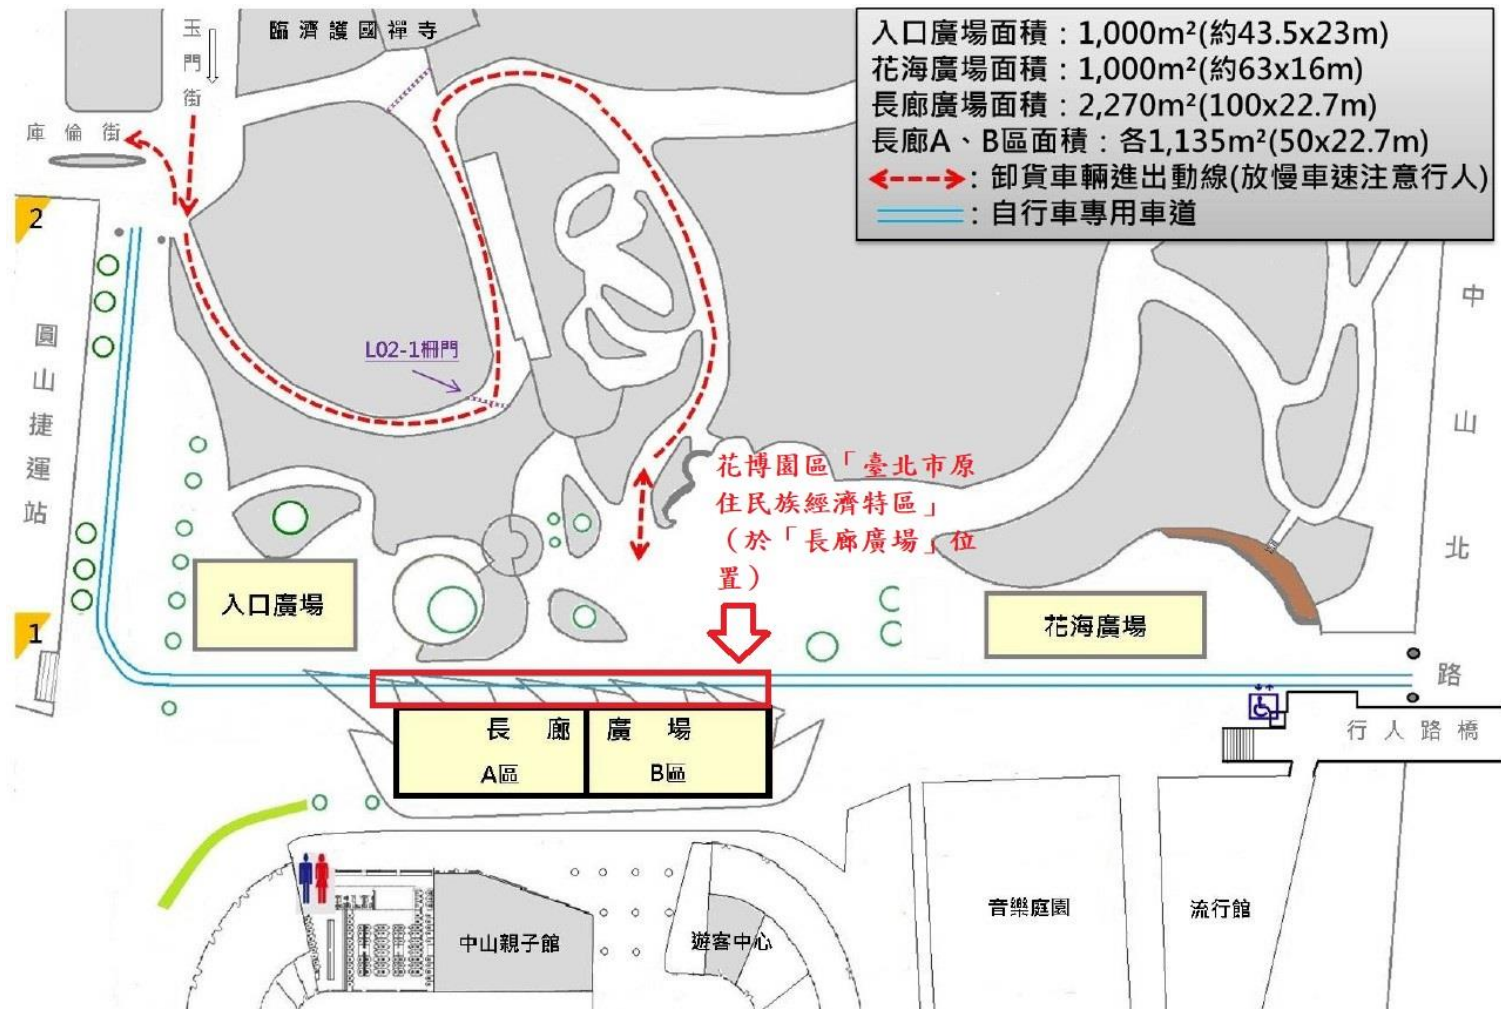 臨濟護國禪寺
玉門街
庫倫街
入口廣場面積：1,000m²(約43.5x23m)
花海廣場面積：1,000m²(約63x16m)
長廊廣場面積：2,270m²(100x22.7m)
長廊A、B區面積：各1,135m²(50x22.7m)
：卸貨車輛進出動線(放慢車速注意行人)
：自行車專用車道
2
圓山捷運站
1
L02-1柵門
花博園區「臺北市原
住民族經濟特區」
（於「長廊廣場」位
置）
中山北路
入口廣場
花海廣場
長廊廣場
A區
B區
行人路橋
中山親子館
遊客中心
音樂庭園
流行館